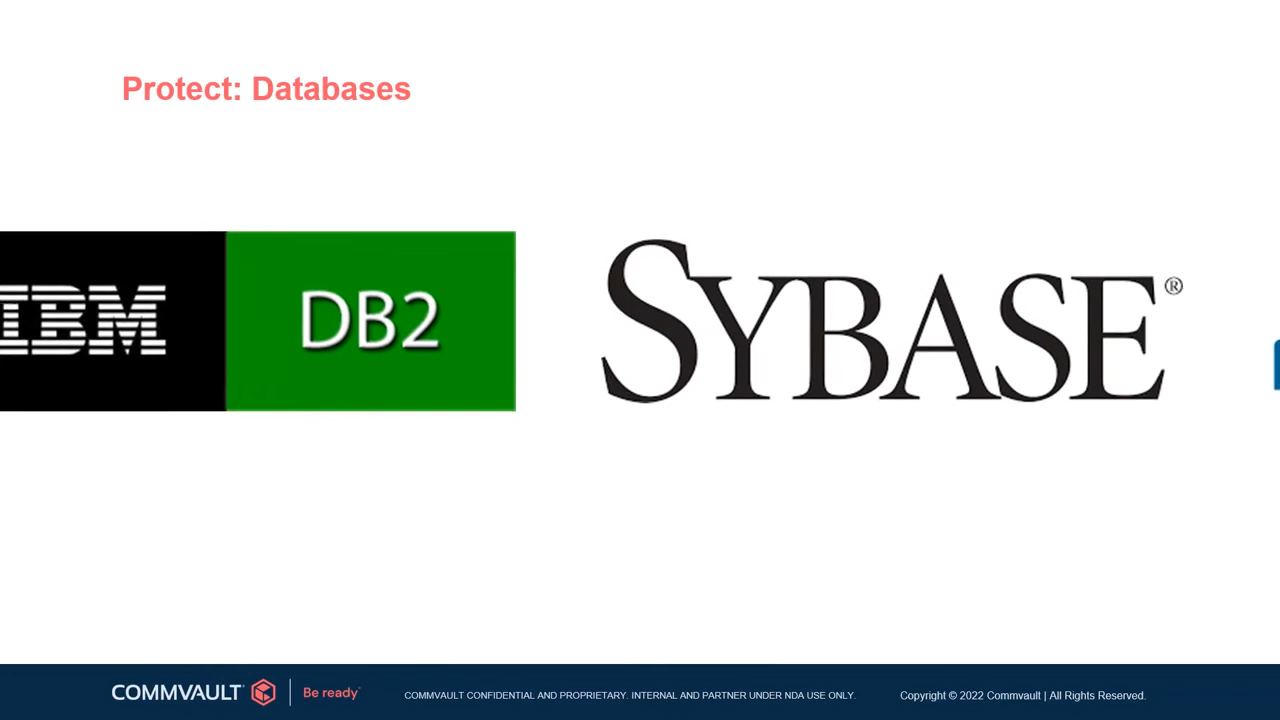 Protect: Databases
IBM DB2
SYBASE®
COMMVAULT Be ready
COMMVAULT CONFIDENTIAL AND PROPRIETARY. INTERNAL AND PARTNER UNDER NDA USE ONLY.
Copyright © 2022 Commvault | All Rights Reserved.